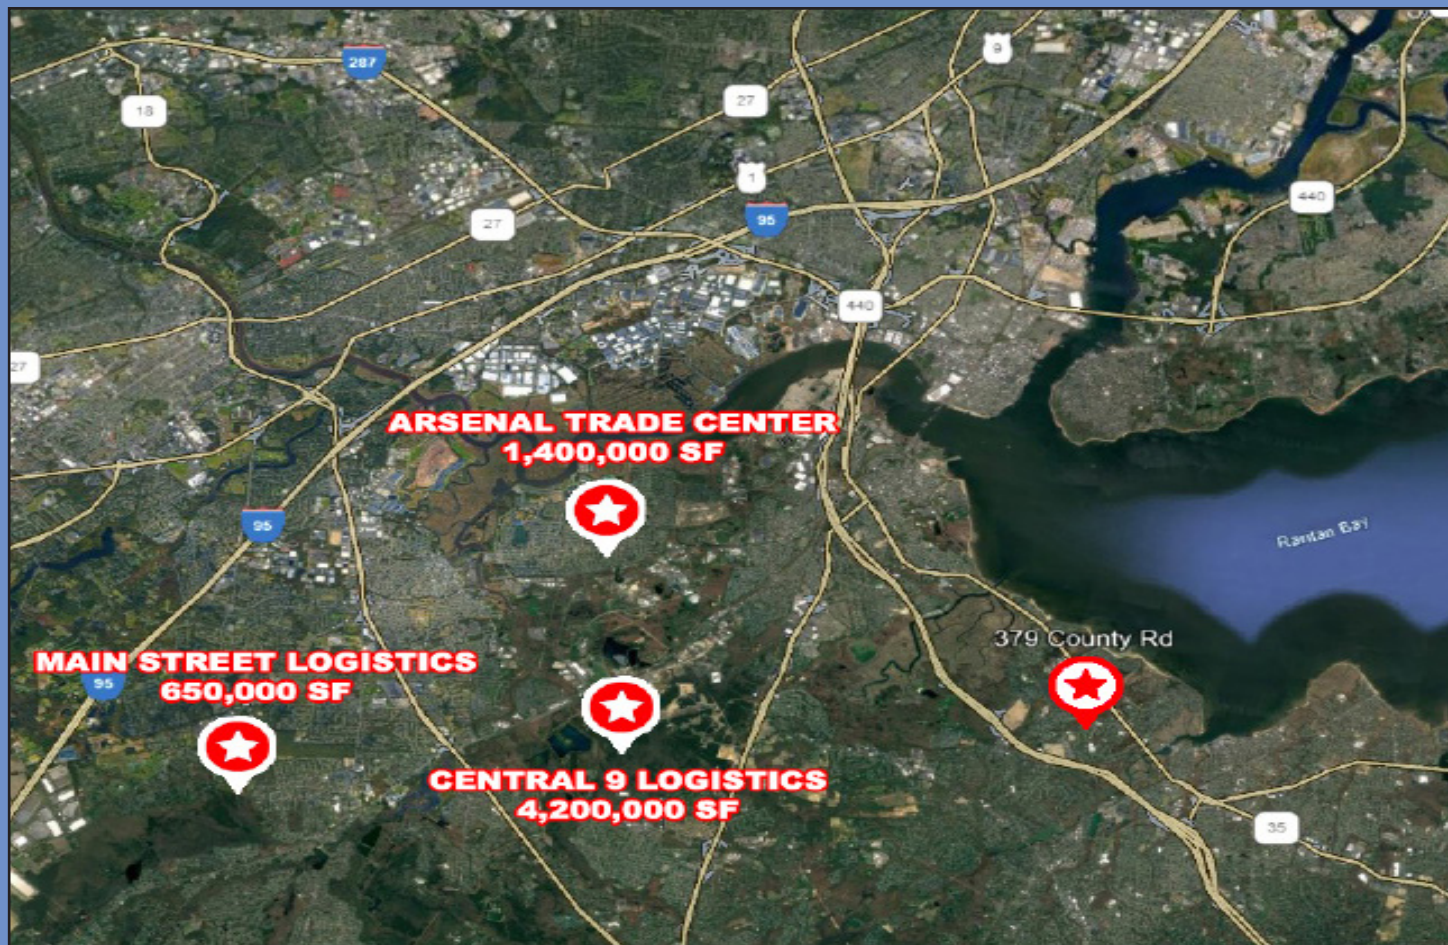 9
287
27
18
1
440
27
95
440
27
ARSENAL TRADE CENTER
1,400,000 SF
95
Raritan Bay
379 County Rd
MAIN STREET LOGISTICS
95
650,000 SF
CENTRAL 9 LOGISTICS
4,200,000 SF
35